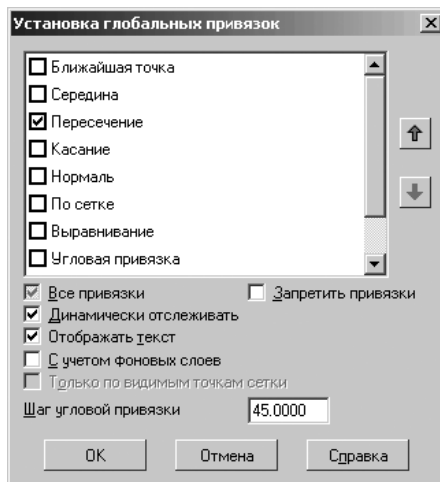 Установка глобальных привязок
Ближайшая точка
Середина
Пересечение
Касание
Нормаль
По сетке
Выравнивание
Угловая привязка
Все привязки Запретить привязки
Динамически отслеживать
Отображать текст
С учетом фоновых слоев
Только по видимым точкам сетки
Шаг угловой привязки 45.0000
OK Отмена Справка